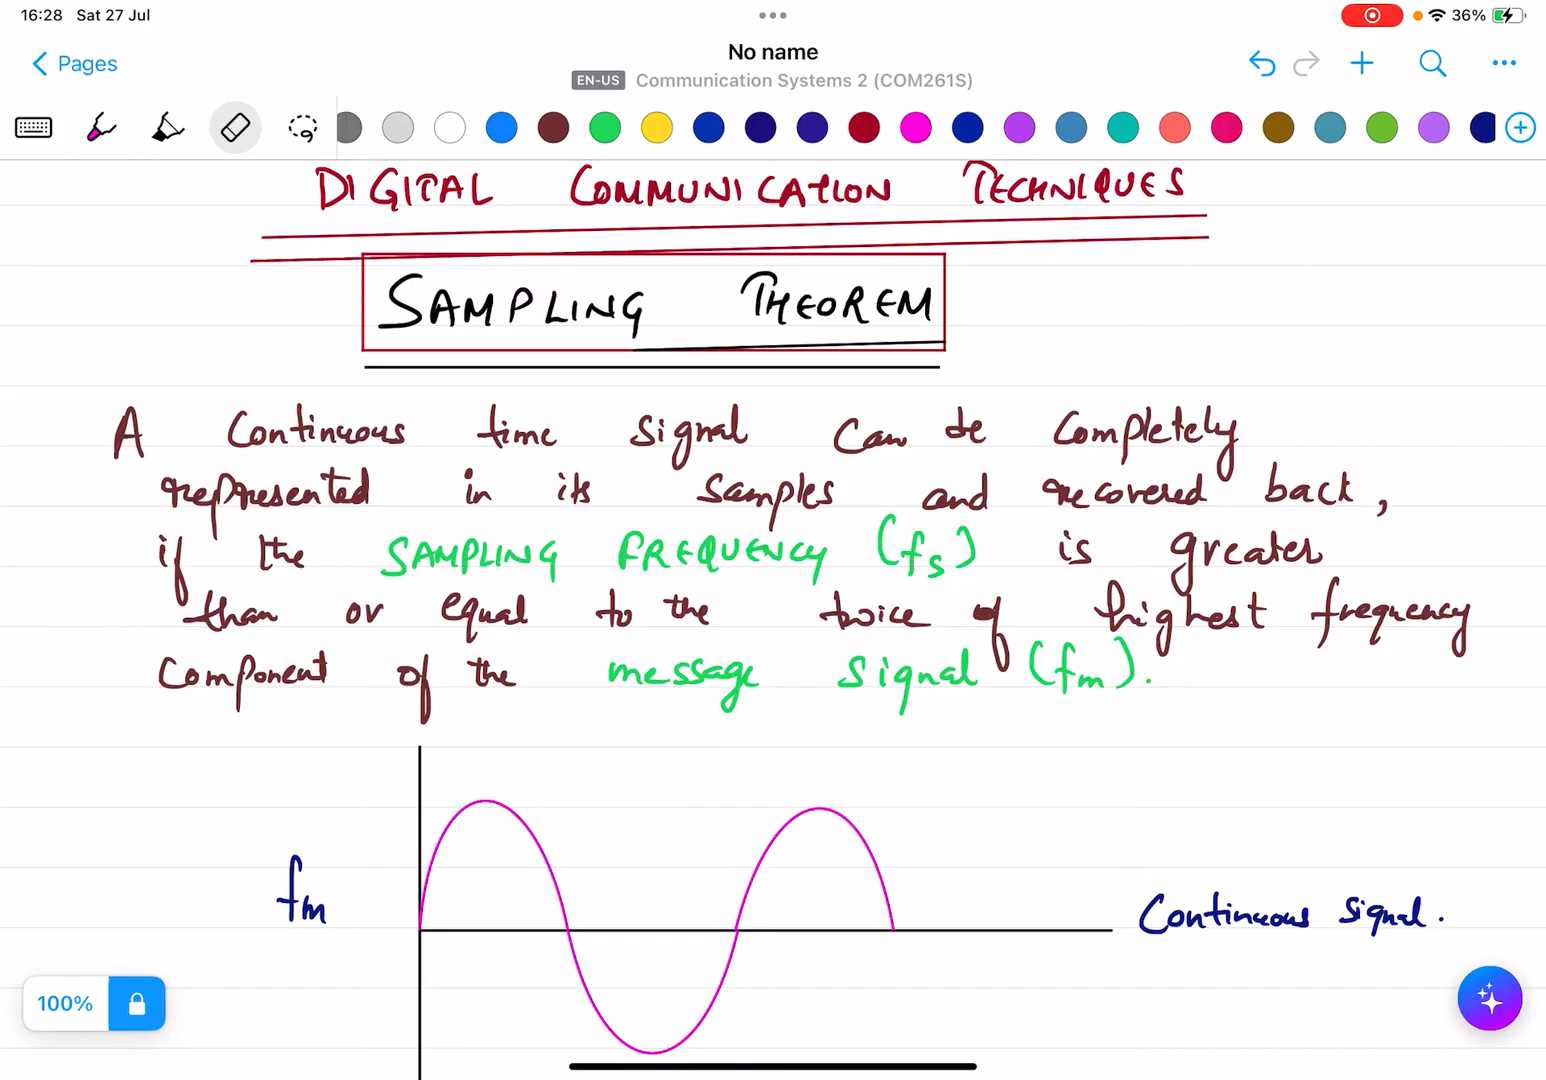 16:28 Sat 27 Jul
36%
Pages
No name
EN-US Communication Systems 2 (COM261S)
DIGITAL COMMUNICATION TECHNIQUES
SAMPLING THEOREM
A continuous time signal can be completely
represented in its samples and recovered back,
if the SAMPLING FREQUENCY (fs) is greater
than or equal to the twice of highest frequency
component of the message signal (fm).
fm
Continuous signal.
100%